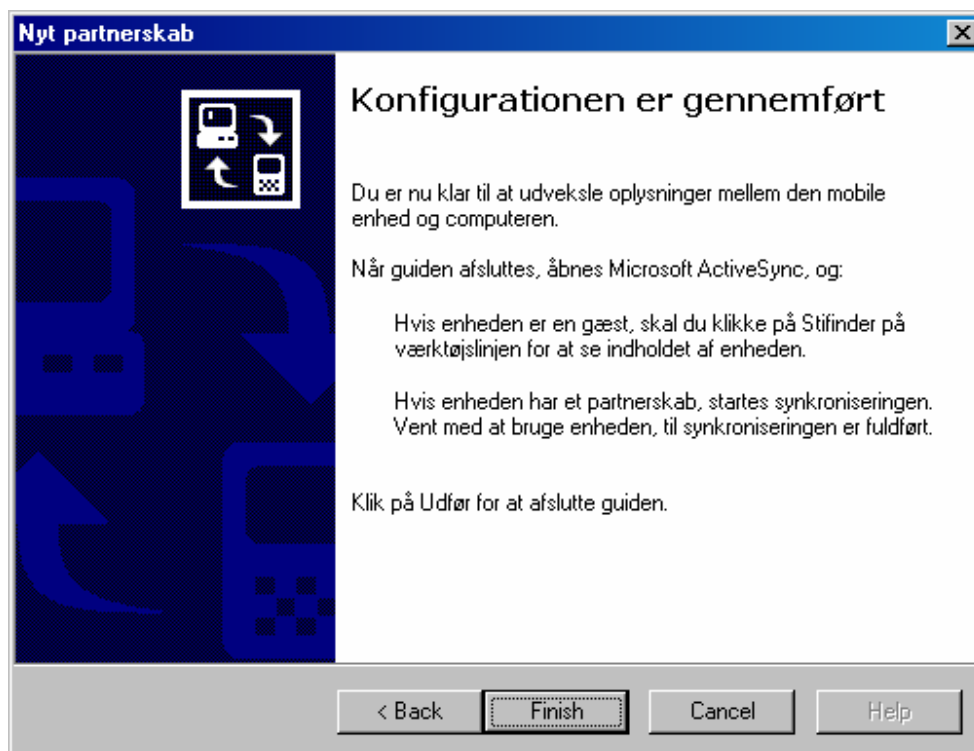 Nyt partnerskab
Konfigurationen er gennemført
Du er nu klar til at udveksle oplysninger mellem den mobile
enhed og computeren.
Når guiden afsluttes, åbnes Microsoft ActiveSync, og:
Hvis enheden er en gæst, skal du klikke på Stifinder på
værktøjslinjen for at se indholdet af enheden.
Hvis enheden har et partnerskab, startes synkroniseringen.
Vent med at bruge enheden, til synkroniseringen er fuldført.
Klik på Udfør for at afslutte guiden.
< Back Finish Cancel Help